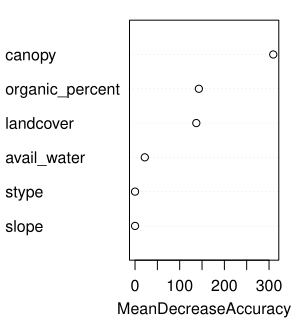 canopy
organic_percent
landcover
avail_water
stype
slope
0 100 200 300
MeanDecreaseAccuracy